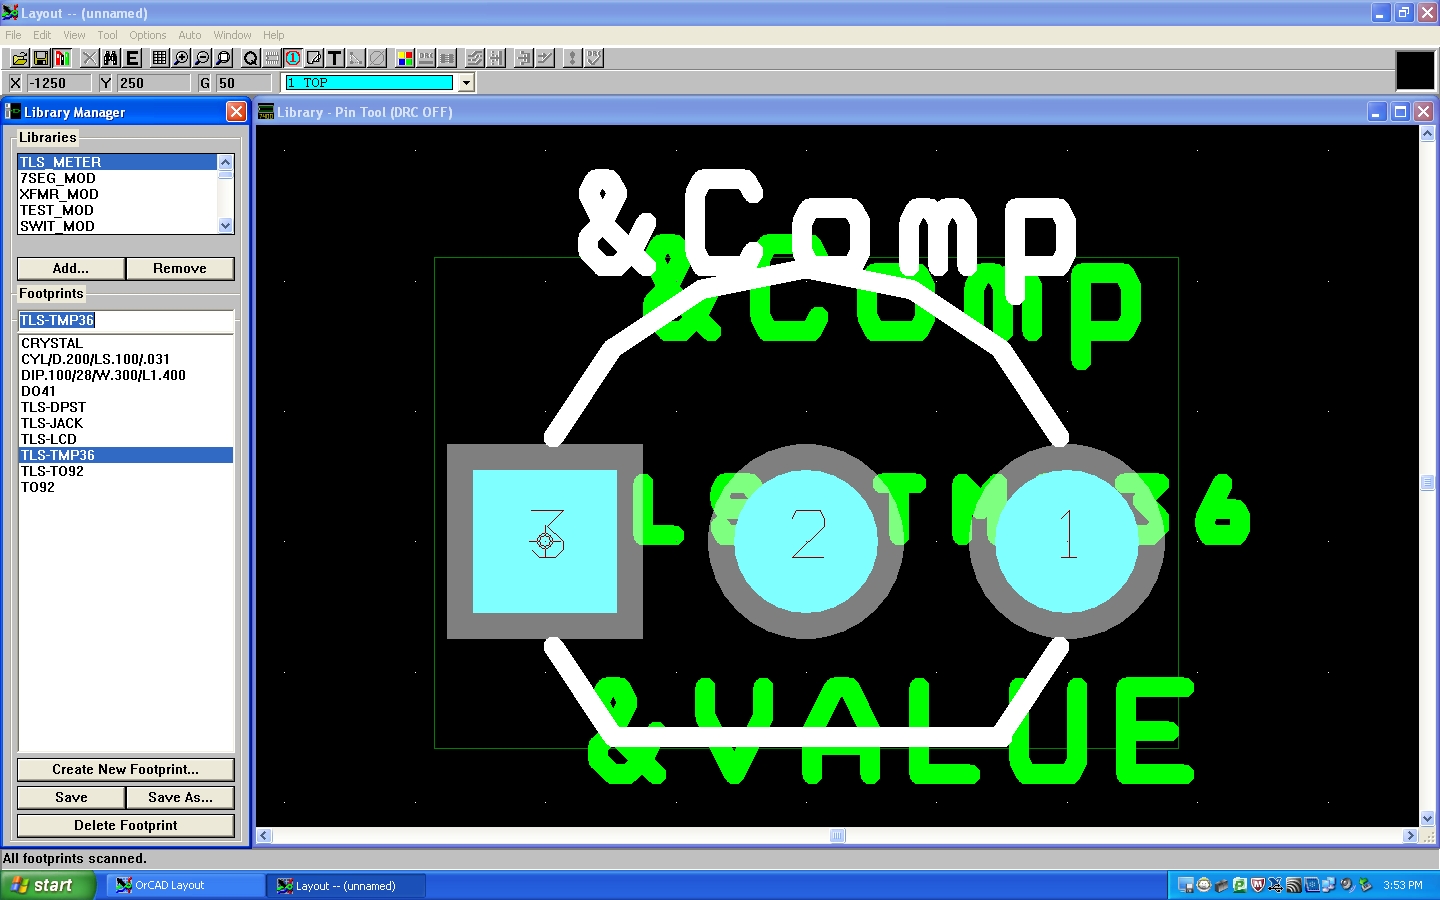 Layout -- (unnamed)
File Edit View Tool Options Auto Window Help
X -1250 Y 250 G 50 1 TOP
Library Manager
Libraries
TLS_METER
7SEG_MOD
XFMR_MOD
TEST_MOD
SWIT_MOD
Add... Remove
Footprints
TLS-TMP36
CRYSTAL
CYL/D.200/LS.100/.031
DIP.100/28/W.300/L1.400
DO41
TLS-DPST
TLS-JACK
TLS-LCD
TLS-TMP36
TLS-TO92
TO92
Create New Footprint...
Save Save As...
Delete Footprint
Library - Pin Tool (DRC OFF)
&Comp
&Comp
3 2 1
&VALUE
All footprints scanned.
start OrCAD Layout Layout -- (unnamed) 3:53 PM